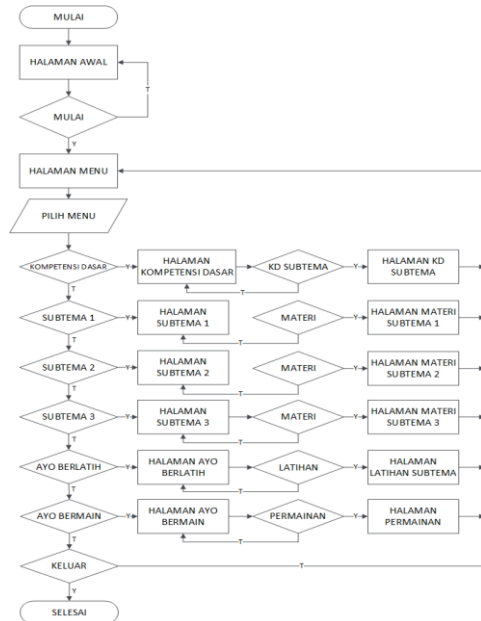 MULAI
HALAMAN AWAL
T
MULAI
Y
HALAMAN MENU
PILIH MENU
KOMPETENSI DASAR
Y
HALAMAN
KOMPETENSI DASAR
KD SUBTEMA
Y
HALAMAN KD
SUBTEMA
T
T
SUBTEMA 1
Y
HALAMAN
SUBTEMA 1
MATERI
Y
HALAMAN MATERI
SUBTEMA 1
T
T
SUBTEMA 2
Y
HALAMAN
SUBTEMA 2
MATERI
Y
HALAMAN MATERI
SUBTEMA 2
T
T
SUBTEMA 3
Y
HALAMAN
SUBTEMA 3
MATERI
Y
HALAMAN MATERI
SUBTEMA 3
T
T
AYO BERLATIH
Y
HALAMAN AYO
BERLATIH
LATIHAN
Y
HALAMAN
LATIHAN SUBTEMA
T
T
AYO BERMAIN
Y
HALAMAN AYO
BERMAIN
PERMAINAN
Y
HALAMAN
PERMAINAN
T
T
KELUAR
T
Y
SELESAI